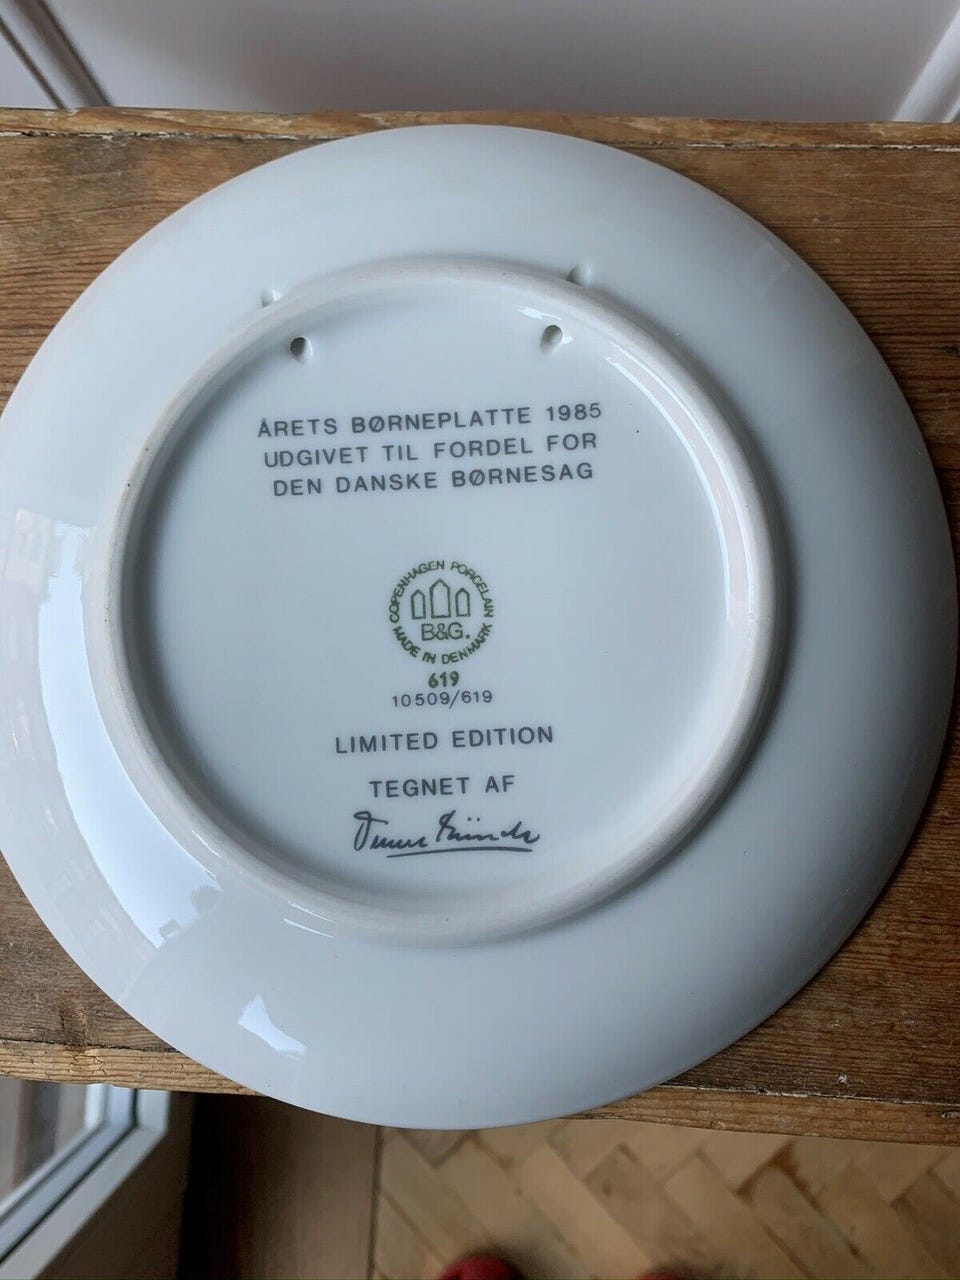 ÅRETS BØRNEPLATTE 1985
UDGIVET TIL FORDEL FOR
DEN DANSKE BØRNESAG
COPENHAGEN PORCELAIN
B&G.
MADE IN DENMARK
619
10509/619
LIMITED EDITION
TEGNET AF